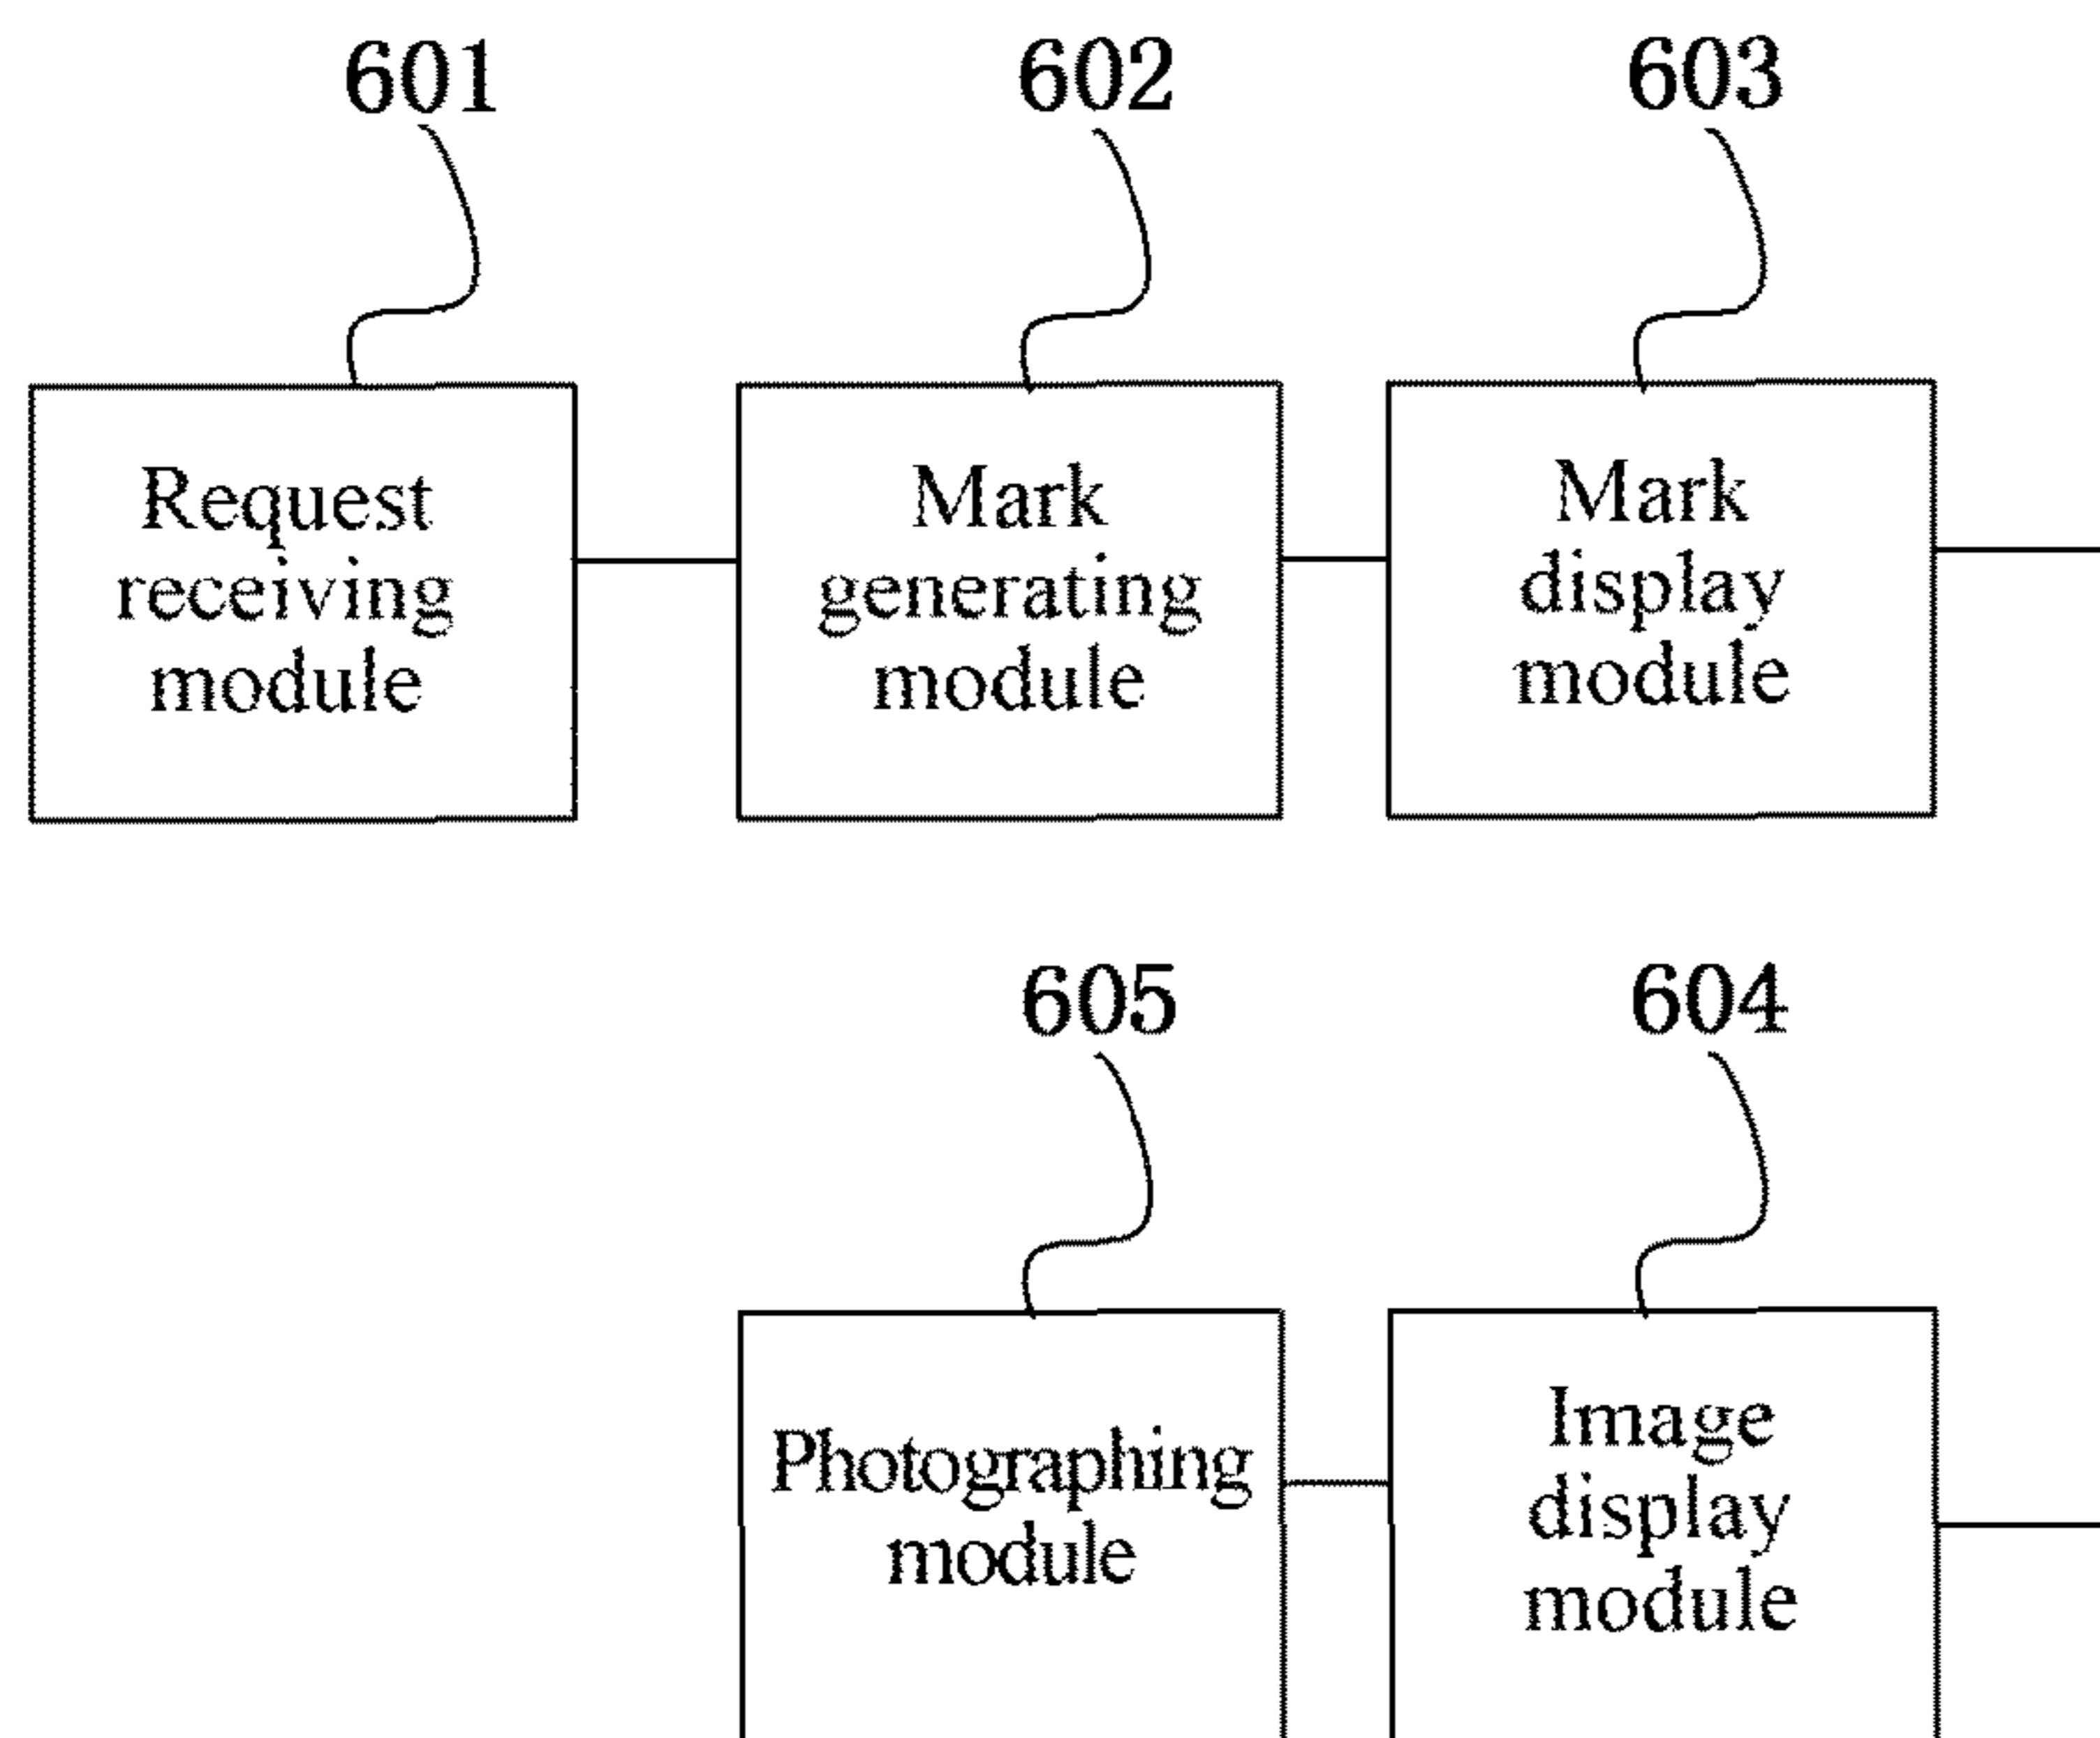 601
602
603
Request
receiving
module
Mark
generating
module
Mark
display
module
605
604
Photographing
module
Image
display
module